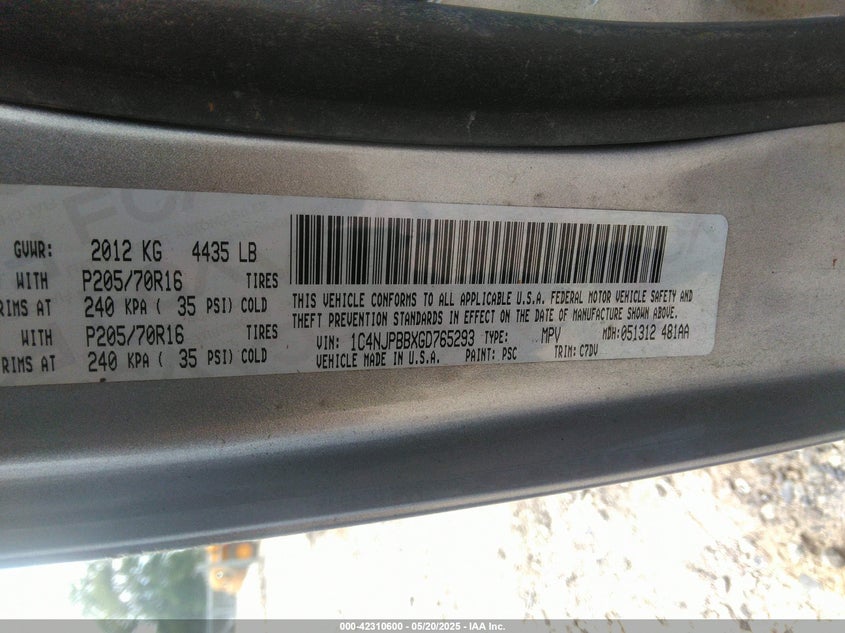 GVWR: 2012 KG 4435 LB
WITH P205/70R16 TIRES
RIMS AT 240 KPA ( 35 PSI) COLD
WITH P205/70R16 TIRES
RIMS AT 240 KPA ( 35 PSI) COLD
THIS VEHICLE CONFORMS TO ALL APPLICABLE U.S.A. FEDERAL MOTOR VEHICLE SAFETY AND
THEFT PREVENTION STANDARDS IN EFFECT ON THE DATE OF MANUFACTURE SHOWN ABOVE.
VIN: 1C4NJPBBXGD765293 TYPE: MPV MDH:051312 481AA
VEHICLE MADE IN U.S.A. PAINT: PSC TRIM: C7DV
000-42310600 - 05/20/2025 - IAA Inc.